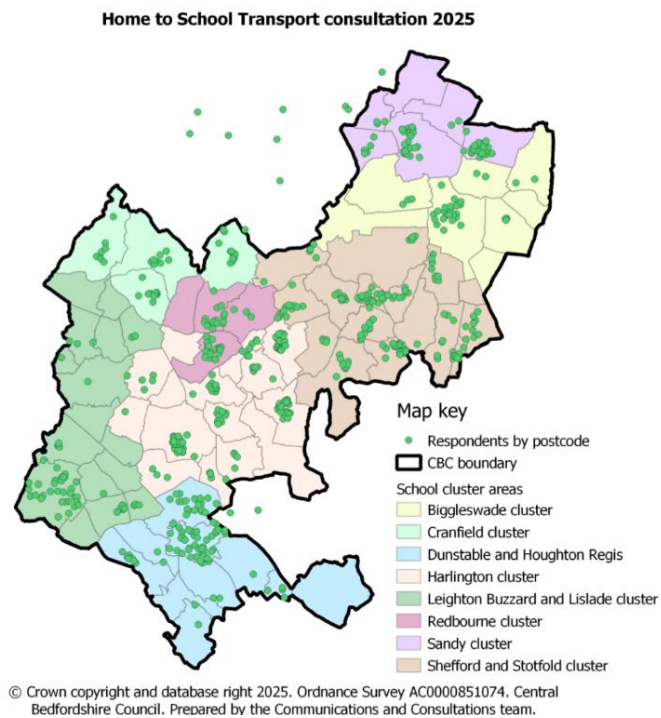 Home to School Transport consultation 2025
Map key
Respondents by postcode
CBC boundary
School cluster areas
Biggleswade cluster
Cranfield cluster
Dunstable and Houghton Regis
Harlington cluster
Leighton Buzzard and Lislade cluster
Redbourne cluster
Sandy cluster
Shefford and Stotfold cluster
© Crown copyright and database right 2025. Ordnance Survey AC0000851074. Central
Bedfordshire Council. Prepared by the Communications and Consultations team.